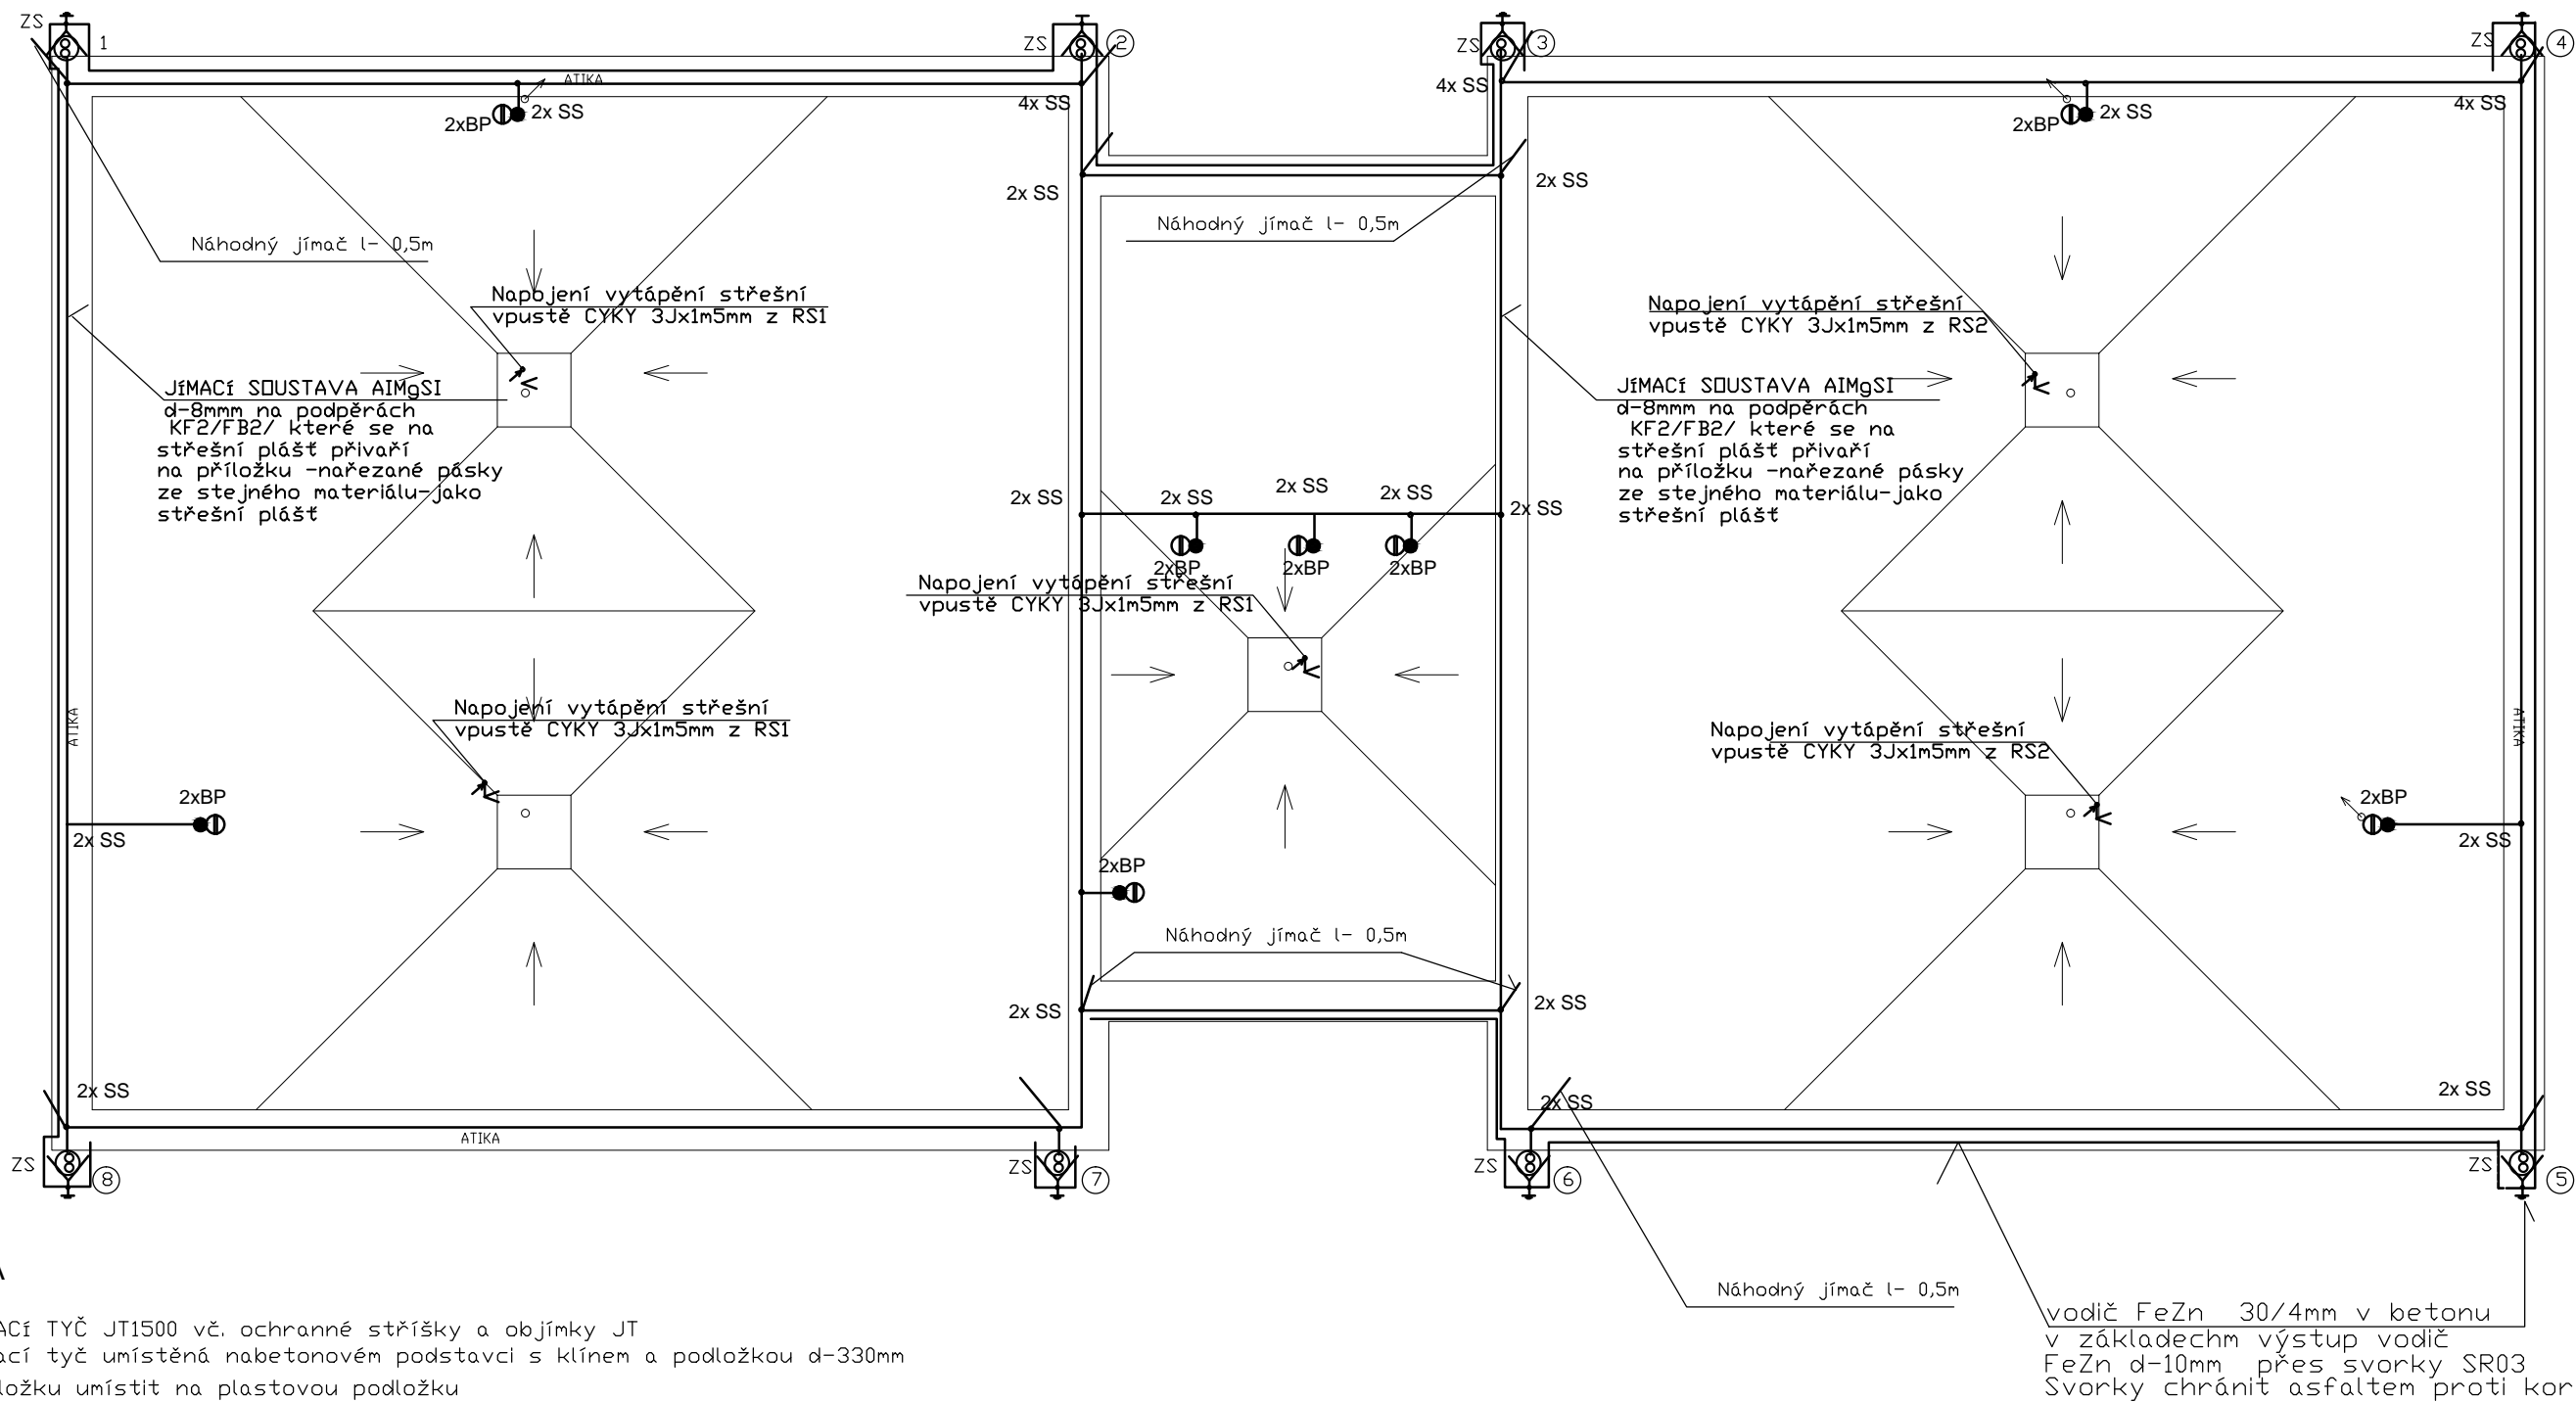 ZS
1
ZS
2
ZS
3
ZS
4
ATIKA
2xBP
2x SS
4x SS
4x SS
2xBP
2x SS
4x SS
2x SS
2x SS
Náhodný jímač l- 0,5m
Náhodný jímač l- 0,5m
Napojení vytápění střešní
vpustě CYKY 3Jx1m5mm z RS1
Napojení vytápění střešní
vpustě CYKY 3Jx1m5mm z RS2
JíMACí S□USTAVA AIMgSI
d-8mmm na podpěrách
KF2/FB2/ které se na
střešní plášť přivaří
na příložku -nařezané pásky
ze stejného materiálu-jako
střešní plášť
JíMACí S□USTAVA AIMgSI
d-8mmm na podpěrách
KF2/FB2/ které se na
střešní plášť přivaří
na příložku -nařezané pásky
ze stejného materiálu-jako
střešní plášť
2x SS
2x SS
2x SS
2x SS
2x SS
2xBP
2xBP
2xBP
Napojení vytápění střešní
vpustě CYKY 3Jx1m5mm z RS1
Napojení vytápění střešní
vpustě CYKY 3Jx1m5mm z RS1
Napojení vytápění střešní
vpustě CYKY 3Jx1m5mm z RS2
ATIKA
ATIKA
2xBP
2x SS
2xBP
2x SS
2xBP
Náhodný jímač l- 0,5m
2x SS
2x SS
2x SS
2x SS
2x SS
ATIKA
ZS
8
ZS
7
ZS
6
ZS
5
Náhodný jímač l- 0,5m
vodič FeZn 30/4mm v betonu
v základechm výstup vodič
FeZn d-10mm přes svorky SR03
Svorky chránit asfaltem proti kor
ACí TYČ JT1500 vč. ochranné stříšky a objímky JT
ací tyč umístěná nabetonovém podstavci s klínem a podložkou d-330mm
ložku umístit na plastovou podložku